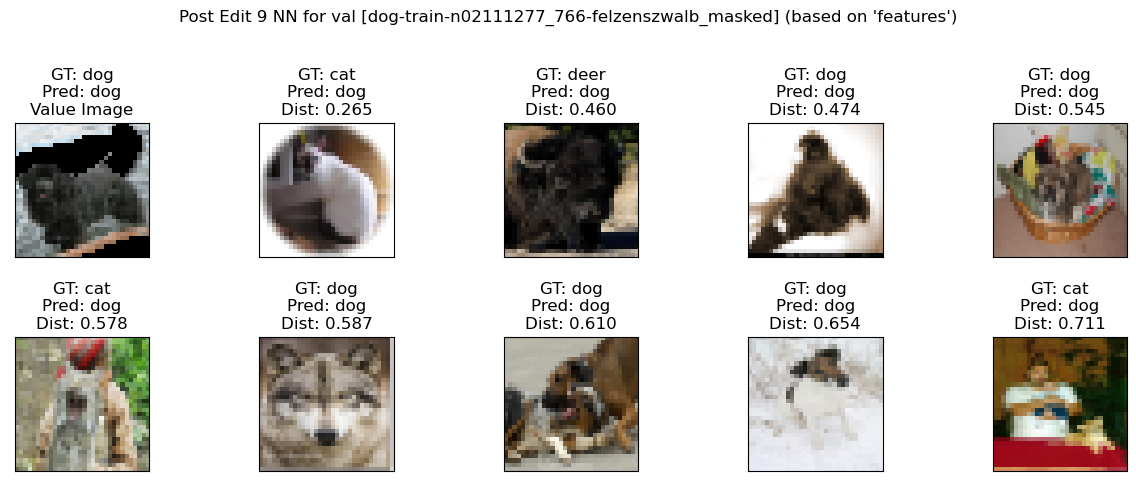 Post Edit 9 NN for val [dog-train-n02111277_766-felzenszwalb_masked] (based on 'features')
GT: dog
Pred: dog
Value Image
GT: cat
Pred: dog
Dist: 0.265
GT: deer
Pred: dog
Dist: 0.460
GT: dog
Pred: dog
Dist: 0.474
GT: dog
Pred: dog
Dist: 0.545
GT: cat
Pred: dog
Dist: 0.578
GT: dog
Pred: dog
Dist: 0.587
GT: dog
Pred: dog
Dist: 0.610
GT: dog
Pred: dog
Dist: 0.654
GT: cat
Pred: dog
Dist: 0.711